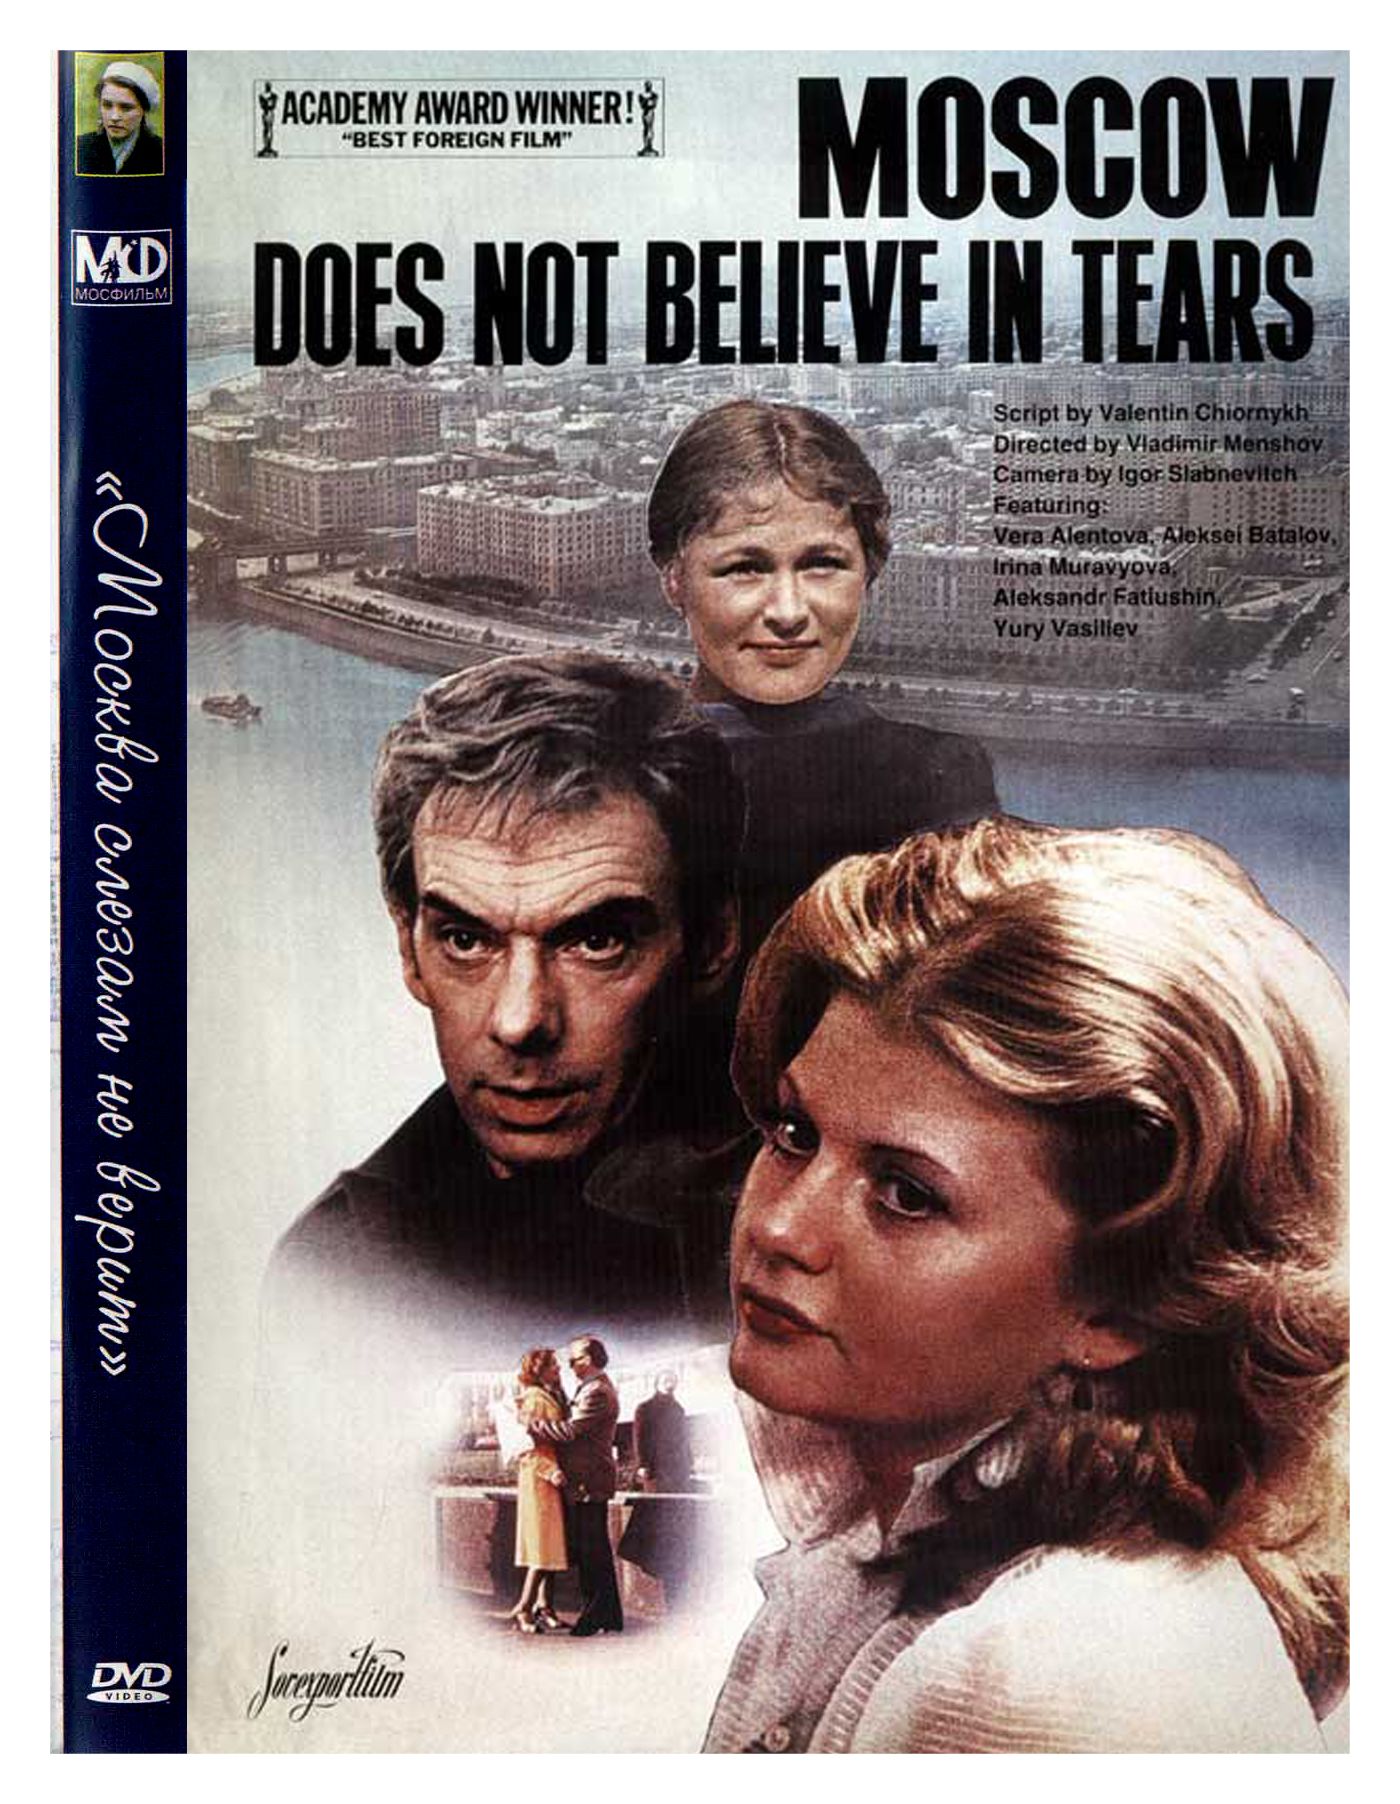 ACADEMY AWARD WINNER!
"BEST FOREIGN FILM"
MOSCOW
DOES NOT BELIEVE IN TEARS
Script by Valentin Chiornykh
Directed by Vladimir Menshov
Camera by Igor Slabnevitch
Featuring:
Vera Alentova, Aleksei Batalov,
Irina Muravyova,
Aleksandr Fatiushin,
Yury Vasiliev
Sovexportfilm
МОСФИЛЬМ
«Москва слезам не верит»
DVD
VIDEO